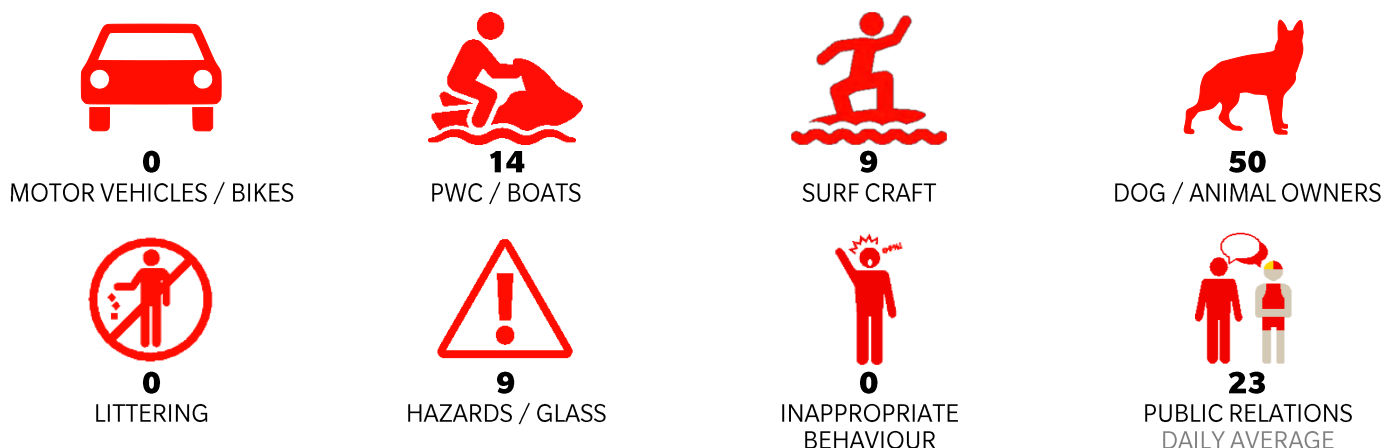 0
MOTOR VEHICLES / BIKES
14
PWC / BOATS
9
SURF CRAFT
50
DOG / ANIMAL OWNERS
0
LITTERING
9
HAZARDS / GLASS
0
INAPPROPRIATE
BEHAVIOUR
23
PUBLIC RELATIONS
DAILY AVERAGE